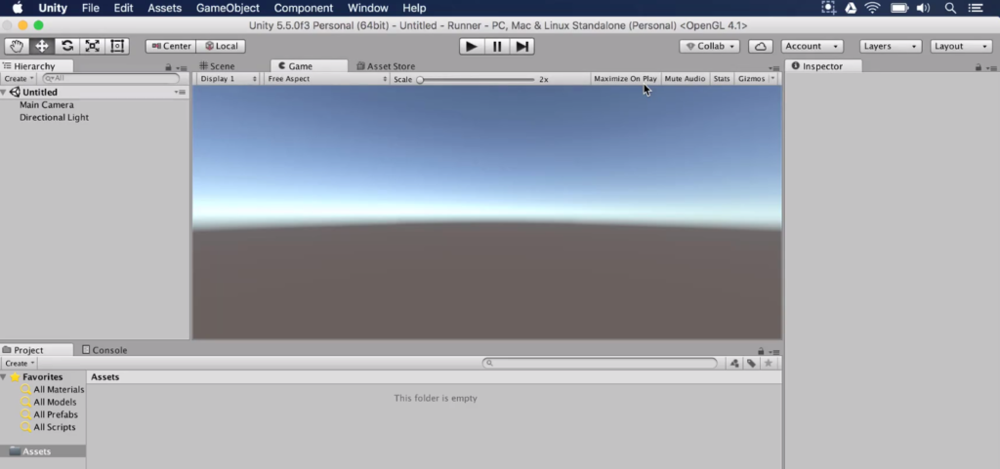 Unity File Edit Assets GameObject Component Window Help
Unity 5.5.0f3 Personal (64bit) - Untitled - Runner - PC, Mac & Linux Standalone (Personal) <OpenGL 4.1>
Center Local Collab Account Layers Layout
Hierarchy Scene Game Asset Store Inspector
Create All Display 1 Free Aspect Scale 2x Maximize On Play Mute Audio Stats Gizmos
Untitled
Main Camera
Directional Light
Project Console
Create
Favorites Assets
All Materials
All Models This folder is empty
All Prefabs
All Scripts
Assets